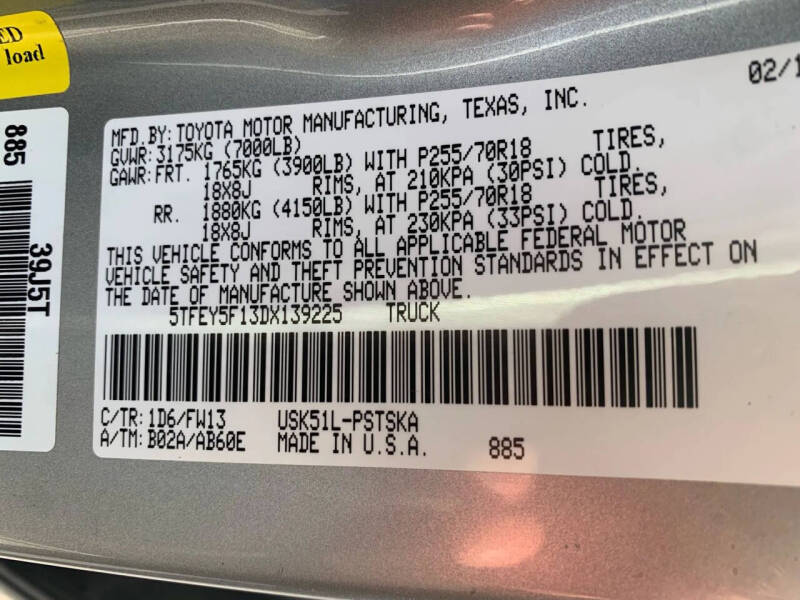 ED
load
885
39J5T
02/1
MFD.BY:TOYOTA MOTOR MANUFACTURING, TEXAS, INC.
GVWR:3175KG (7000LB)
GAWR:FRT. 1765KG (3900LB) WITH P255/70R18 TIRES,
18X8J RIMS, AT 210KPA (30PSI) COLD.
RR. 1880KG (4150LB) WITH P255/70R18 TIRES,
18X8J RIMS, AT 230KPA (33PSI) COLD.
THIS VEHICLE CONFORMS TO ALL APPLICABLE FEDERAL MOTOR
VEHICLE SAFETY AND THEFT PREVENTION STANDARDS IN EFFECT ON
THE DATE OF MANUFACTURE SHOWN ABOVE.
5TFEY5F13DX139225 TRUCK
C/TR:1D6/FW13 USK51L-PSTSKA
A/TM:B02A/AB60E MADE IN U.S.A. 885